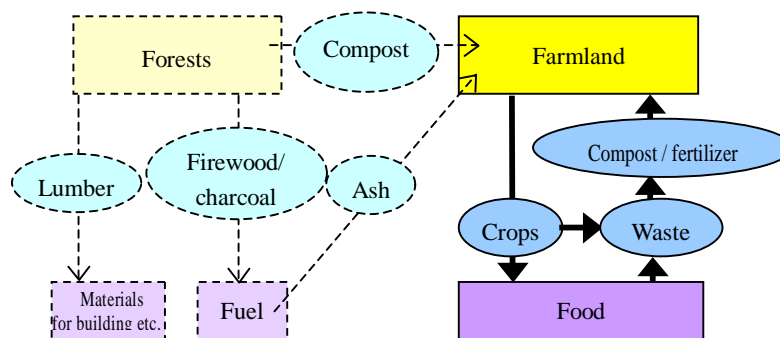 Forests
Compost
Farmland
Lumber
Firewood/
charcoal
Ash
Compost / fertilizer
Crops
Waste
Materials
for building etc.
Fuel
Food